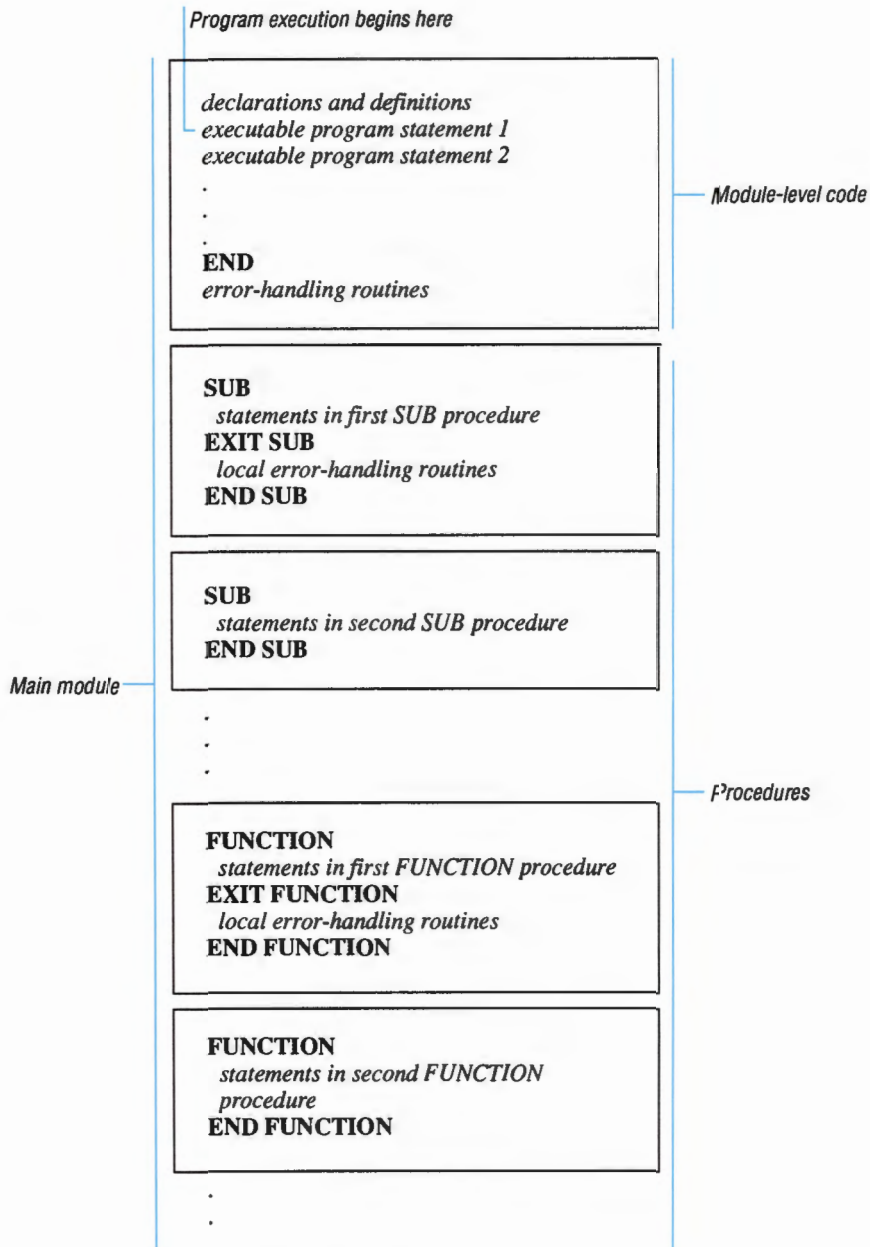 Program execution begins here
declarations and definitions
executable program statement 1
executable program statement 2
.
.
.
END
error-handling routines
Module-level code
SUB
statements in first SUB procedure
EXIT SUB
local error-handling routines
END SUB
SUB
statements in second SUB procedure
END SUB
Main module
.
.
.
Procedures
FUNCTION
statements in first FUNCTION procedure
EXIT FUNCTION
local error-handling routines
END FUNCTION
FUNCTION
statements in second FUNCTION
procedure
END FUNCTION
.
.